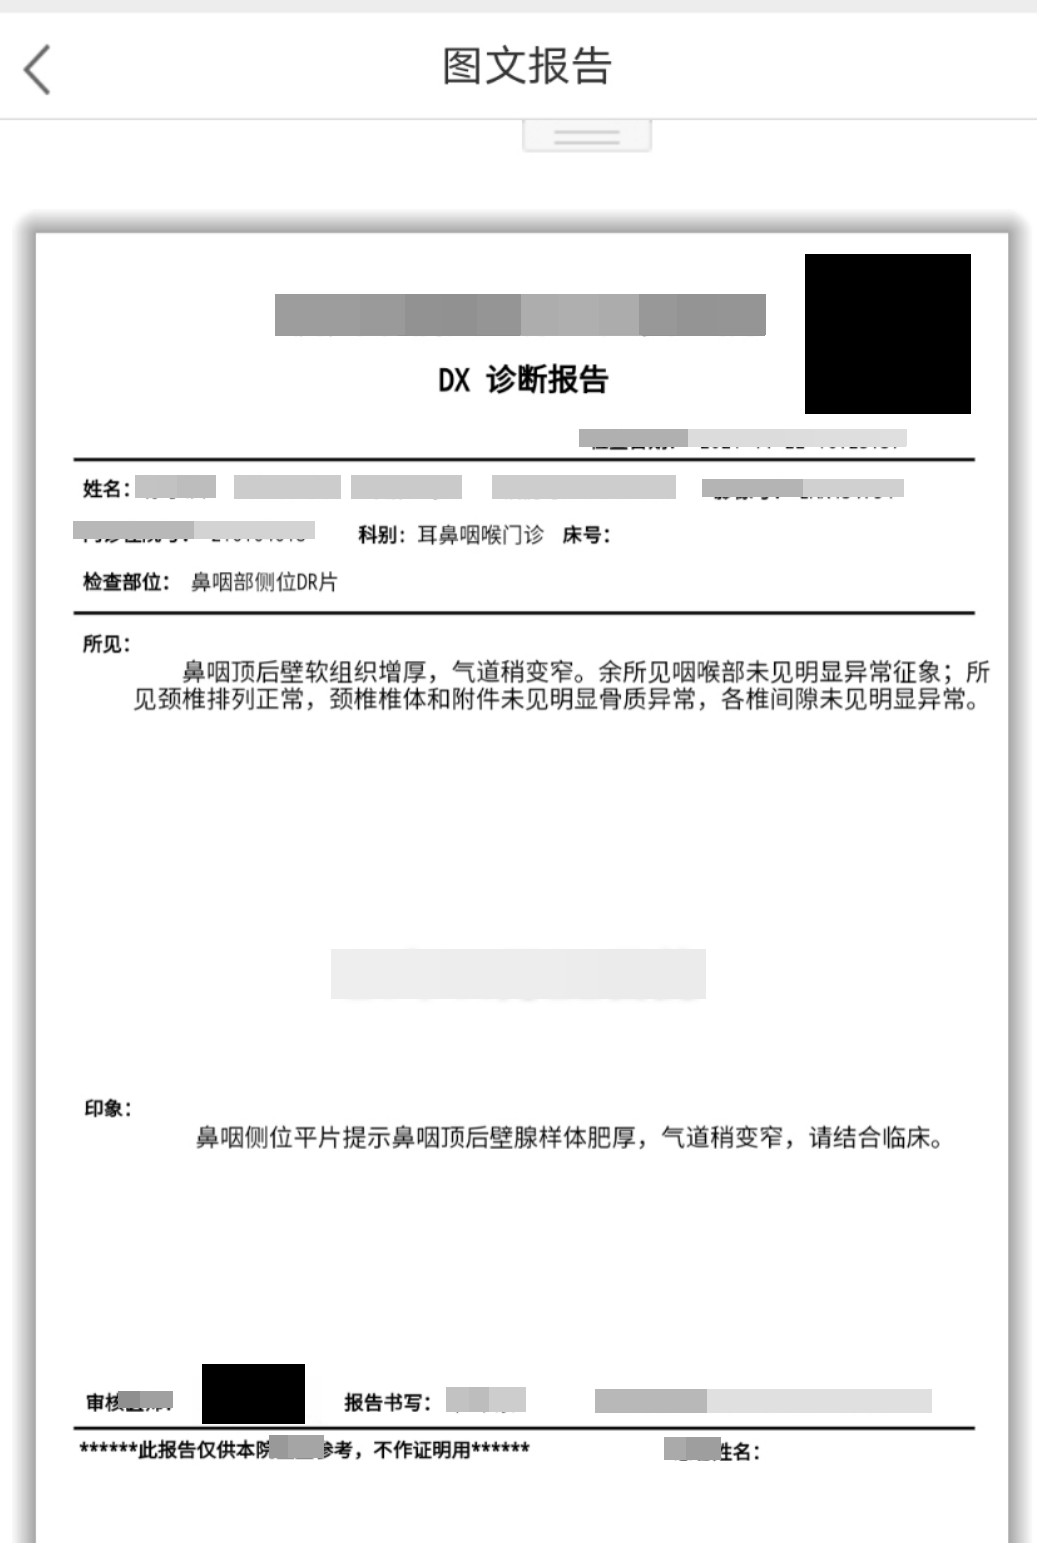 图文报告
DX 诊断报告
姓名：
科别： 耳鼻咽喉门诊 床号：
检查部位： 鼻咽部侧位DR片
所见：
鼻咽顶后壁软组织增厚，气道稍变窄。余所见咽喉部未见明显异常征象；所
见颈椎排列正常，颈椎椎体和附件未见明显骨质异常，各椎间隙未见明显异常。
印象：
鼻咽侧位平片提示鼻咽顶后壁腺样体肥厚，气道稍变窄，请结合临床。
审核 报告书写：
******此报告仅供本院 参考，不作证明用****** 姓名：